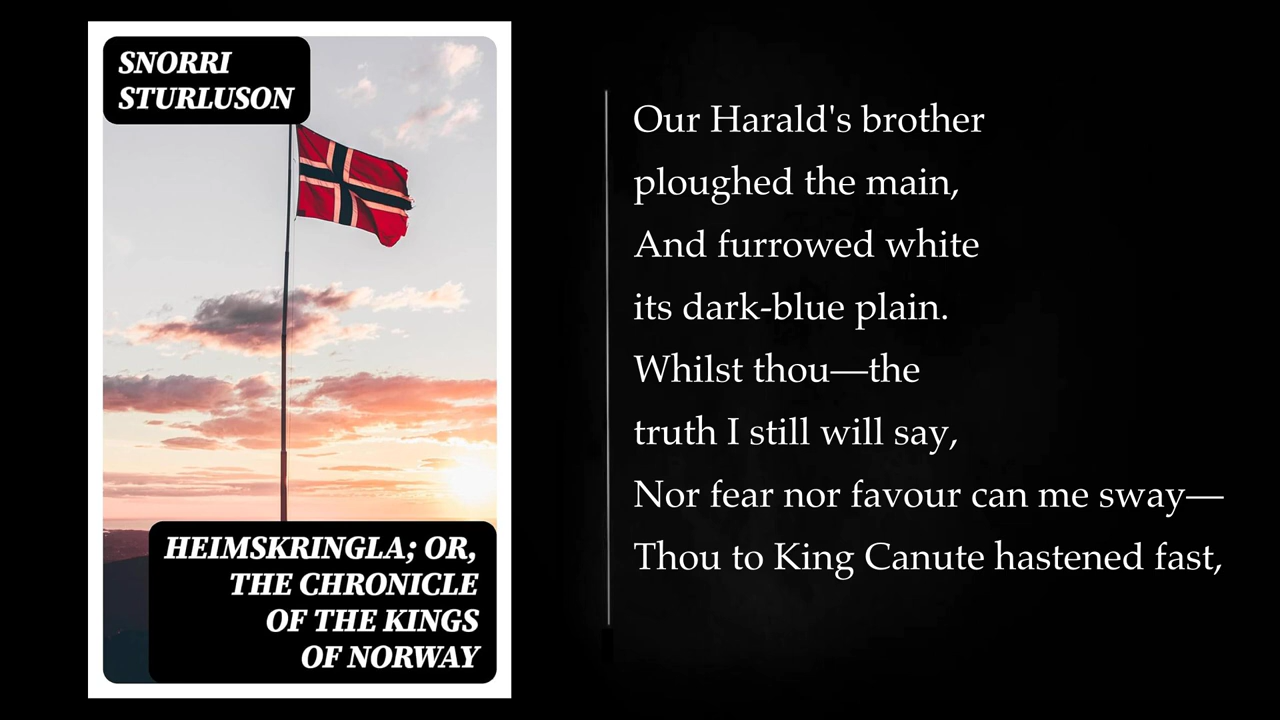 SNORRI
STURLUSON
HEIMSKRINGLA; OR,
THE CHRONICLE
OF THE KINGS
OF NORWAY
Our Harald's brother
ploughed the main,
And furrowed white
its dark-blue plain.
Whilst thou—the
truth I still will say,
Nor fear nor favour can me sway—
Thou to King Canute hastened fast,